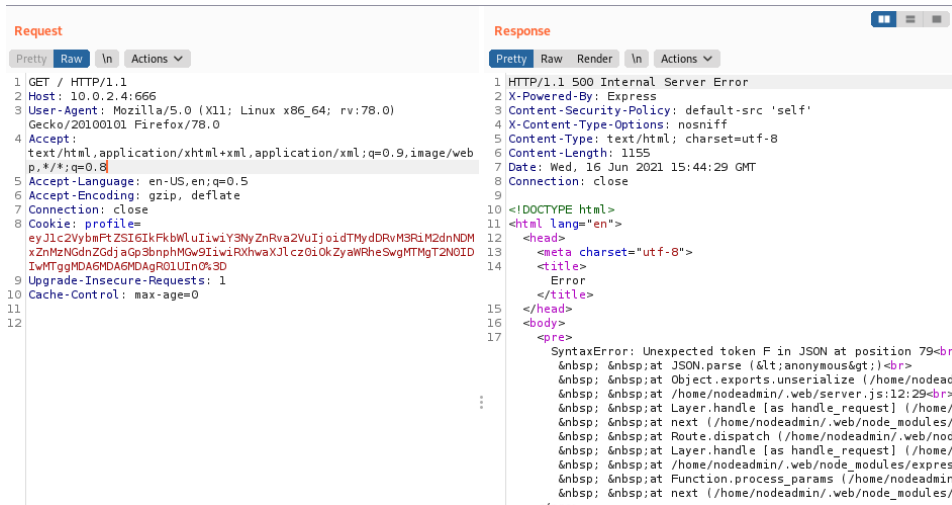 Request
Pretty Raw \n Actions
1 GET / HTTP/1.1
2 Host: 10.0.2.4:666
3 User-Agent: Mozilla/5.0 (X11; Linux x86_64; rv:78.0)
Gecko/20100101 Firefox/78.0
4 Accept:
text/html,application/xhtml+xml,application/xml;q=0.9,image/web
p,*/*;q=0.8
5 Accept-Language: en-US,en;q=0.5
6 Accept-Encoding: gzip, deflate
7 Connection: close
8 Cookie: profile=
eyJ1c2VybmFtZSI6IkFkbWluIiwiY3NyZnRva2VuIjoidTMydDRvM3RiM2dnNDM
xZnMzNGdnZGdjaGp3bnphMGw9IiwiRXhwaXJlcz0iOkZyaWRheSwgMTMgT2N0ID
IwMTggMDA6MDA6MDAgR01UIn0%3D
9 Upgrade-Insecure-Requests: 1
10 Cache-Control: max-age=0
11
12
Response
Pretty Raw Render \n Actions
1 HTTP/1.1 500 Internal Server Error
2 X-Powered-By: Express
3 Content-Security-Policy: default-src 'self'
4 X-Content-Type-Options: nosniff
5 Content-Type: text/html; charset=utf-8
6 Content-Length: 1155
7 Date: Wed, 16 Jun 2021 15:44:29 GMT
8 Connection: close
9
10 <!DOCTYPE html>
11 <html lang="en">
12 <head>
13 <meta charset="utf-8">
14 <title>
Error
</title>
15 </head>
16 <body>
17 <pre>
SyntaxError: Unexpected token F in JSON at position 79<br
&nbsp; &nbsp;at JSON.parse (&lt;anonymous&gt;)<br>
&nbsp; &nbsp;at Object.exports.unserialize (/home/nodead
&nbsp; &nbsp;at /home/nodeadmin/.web/server.js:12:29<br>
&nbsp; &nbsp;at Layer.handle [as handle_request] (/home/
&nbsp; &nbsp;at next (/home/nodeadmin/.web/node_modules/
&nbsp; &nbsp;at Route.dispatch (/home/nodeadmin/.web/nod
&nbsp; &nbsp;at Layer.handle [as handle_request] (/home/
&nbsp; &nbsp;at /home/nodeadmin/.web/node_modules/expres
&nbsp; &nbsp;at Function.process_params (/home/nodeadmin
&nbsp; &nbsp;at next (/home/nodeadmin/.web/node_modules/